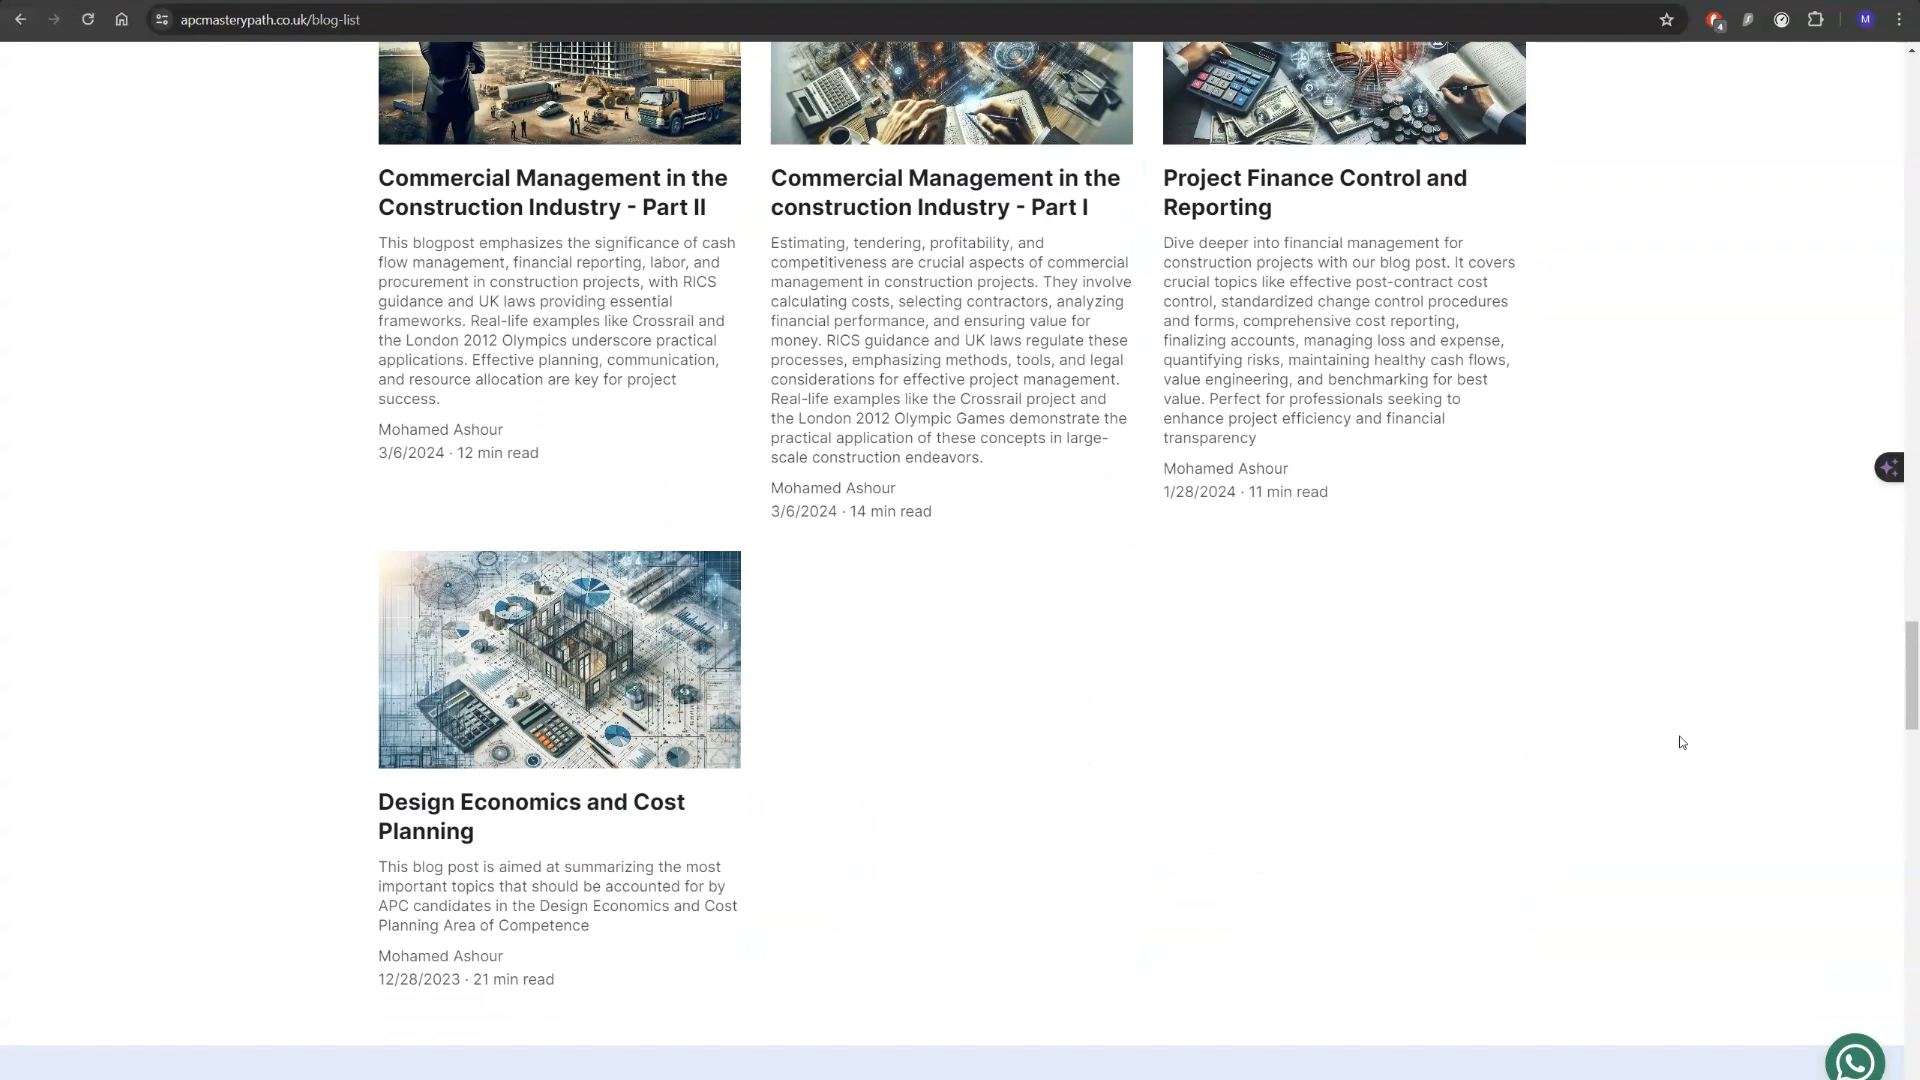 apcmasterypath.co.uk/blog-list
4
M
Commercial Management in the
Construction Industry - Part II
This blogpost emphasizes the significance of cash
flow management, financial reporting, labor, and
procurement in construction projects, with RICS
guidance and UK laws providing essential
frameworks. Real-life examples like Crossrail and
the London 2012 Olympics underscore practical
applications. Effective planning, communication,
and resource allocation are key for project
success.
Mohamed Ashour
3/6/2024 · 12 min read
Commercial Management in the
construction Industry - Part I
Estimating, tendering, profitability, and
competitiveness are crucial aspects of commercial
management in construction projects. They involve
calculating costs, selecting contractors, analyzing
financial performance, and ensuring value for
money. RICS guidance and UK laws regulate these
processes, emphasizing methods, tools, and legal
considerations for effective project management.
Real-life examples like the Crossrail project and
the London 2012 Olympic Games demonstrate the
practical application of these concepts in large-
scale construction endeavors.
Mohamed Ashour
3/6/2024 · 14 min read
Project Finance Control and
Reporting
Dive deeper into financial management for
construction projects with our blog post. It covers
crucial topics like effective post-contract cost
control, standardized change control procedures
and forms, comprehensive cost reporting,
finalizing accounts, managing loss and expense,
quantifying risks, maintaining healthy cash flows,
value engineering, and benchmarking for best
value. Perfect for professionals seeking to
enhance project efficiency and financial
transparency
Mohamed Ashour
1/28/2024 · 11 min read
Design Economics and Cost
Planning
This blog post is aimed at summarizing the most
important topics that should be accounted for by
APC candidates in the Design Economics and Cost
Planning Area of Competence
Mohamed Ashour
12/28/2023 · 21 min read